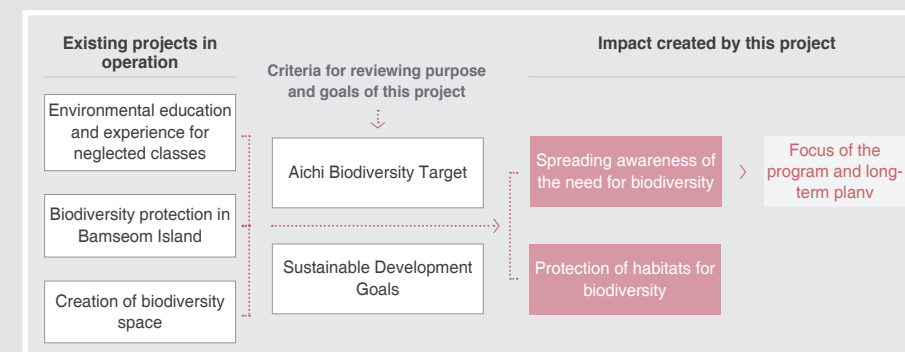 Existing projects in
operation
Environmental education
and experience for
neglected classes
Biodiversity protection in
Bamseom Island
Creation of biodiversity
space
Criteria for reviewing purpose
and goals of this project
Aichi Biodiversity Target
Sustainable Development
Goals
Impact created by this project
Spreading awareness of
the need for biodiversity
Protection of habitats for
biodiversity
Focus of the
program and long-
term planv